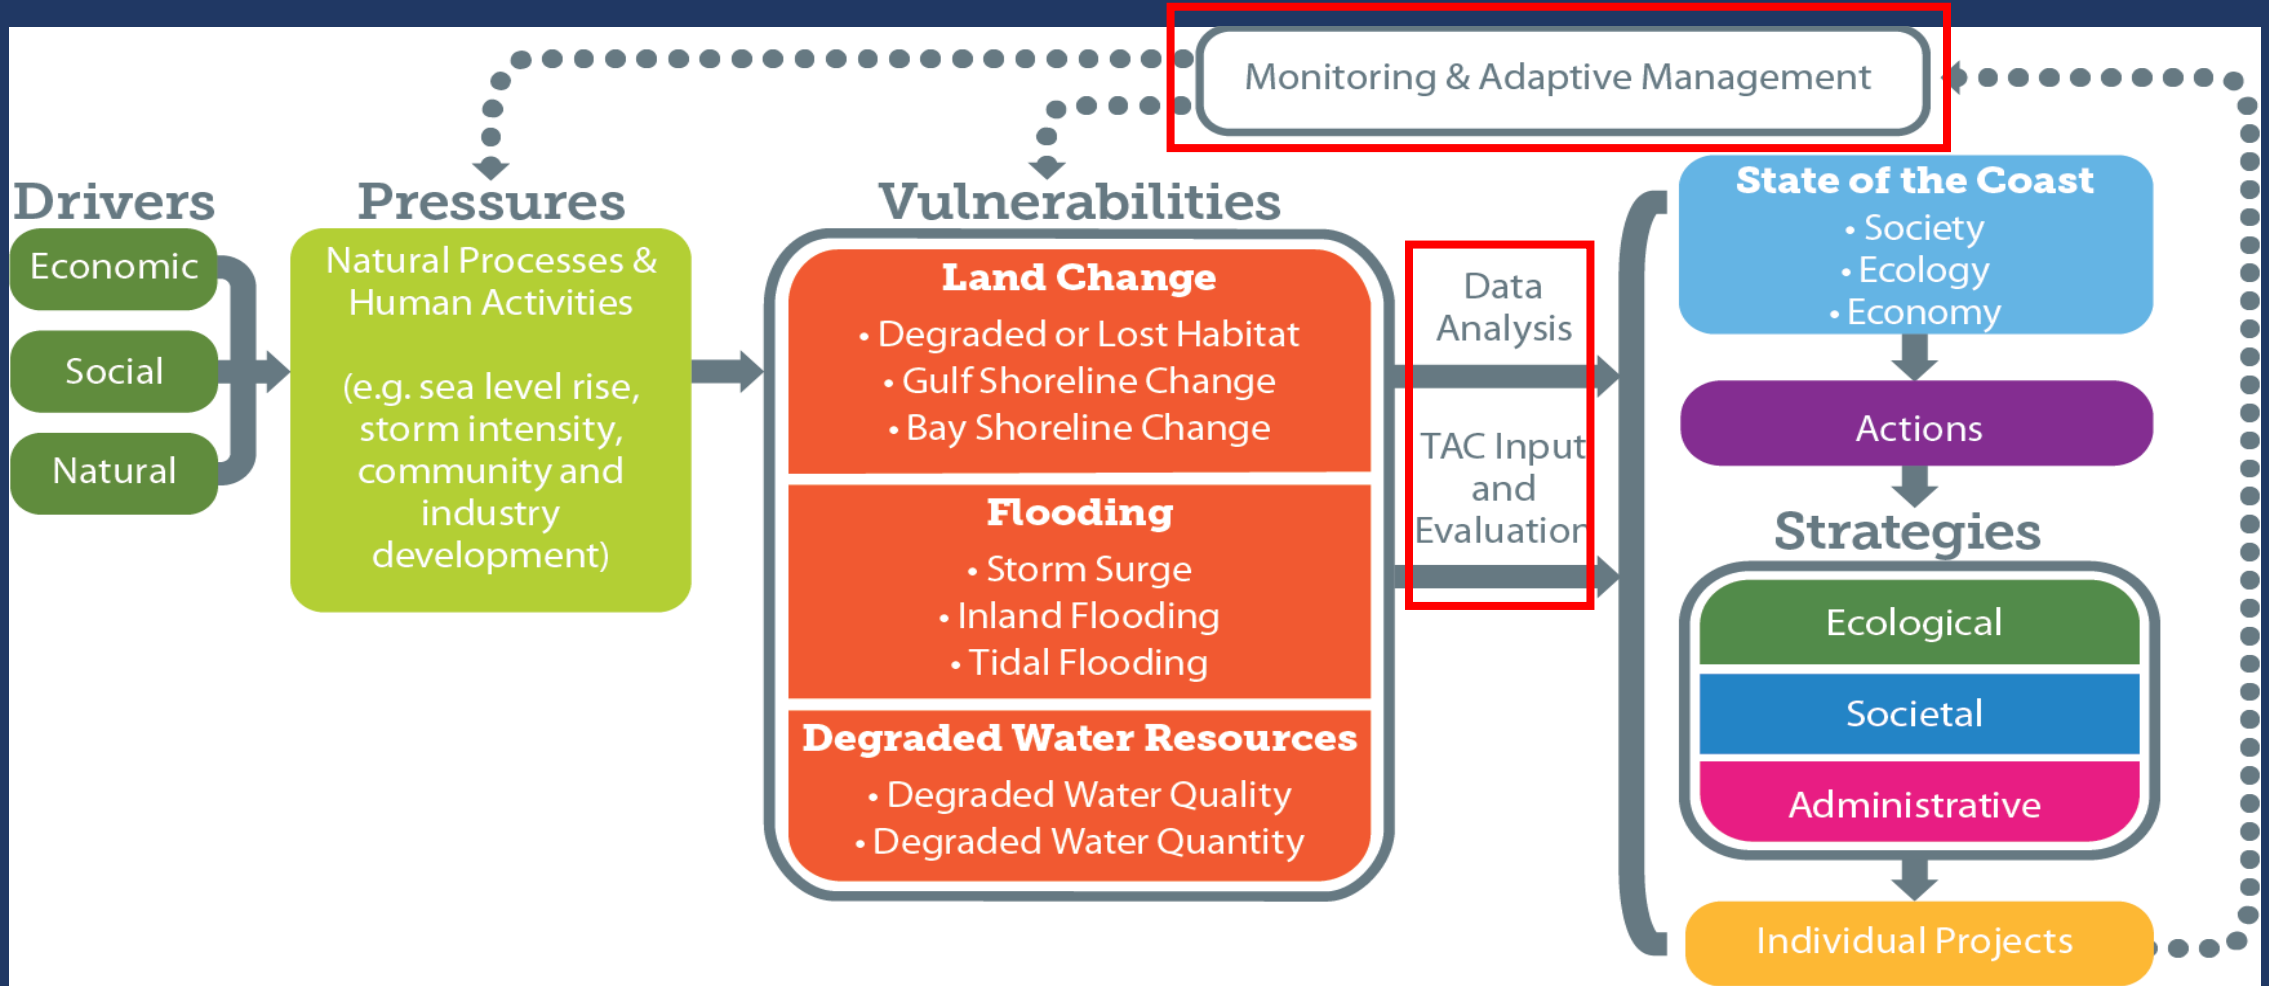 Monitoring & Adaptive Management
Drivers
Economic
Social
Natural
Pressures
Natural Processes &
Human Activities
(e.g. sea level rise,
storm intensity,
community and
industry
development)
Vulnerabilities
Land Change
• Degraded or Lost Habitat
• Gulf Shoreline Change
• Bay Shoreline Change
Flooding
• Storm Surge
• Inland Flooding
• Tidal Flooding
Degraded Water Resources
• Degraded Water Quality
• Degraded Water Quantity
Data
Analysis
TAC Input
and
Evaluation
State of the Coast
• Society
• Ecology
• Economy
Actions
Strategies
Ecological
Societal
Administrative
Individual Projects